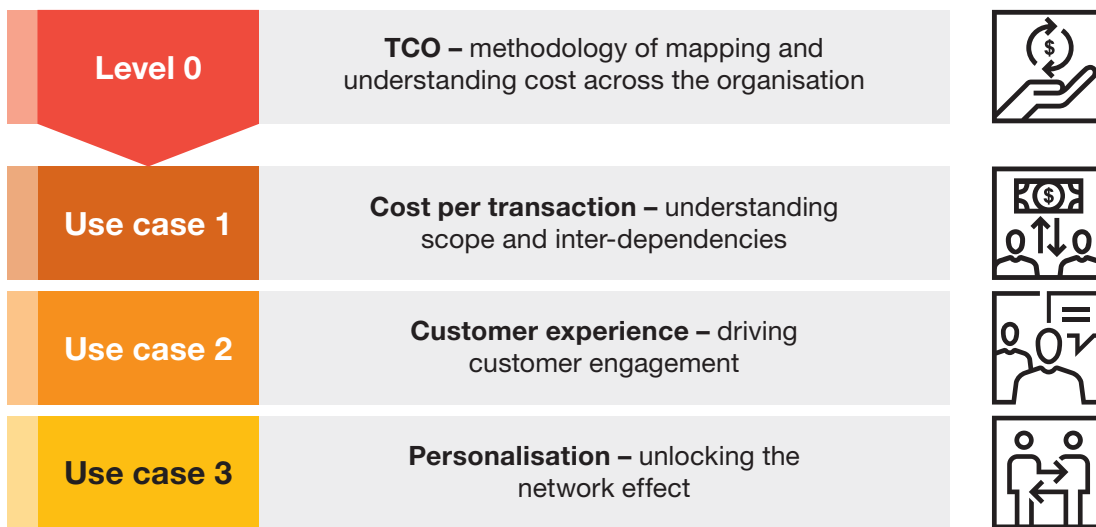 Level 0
TCO – methodology of mapping and
understanding cost across the organisation
$
Use case 1
Cost per transaction – understanding
scope and inter-dependencies
$
Use case 2
Customer experience – driving
customer engagement
Use case 3
Personalisation – unlocking the
network effect